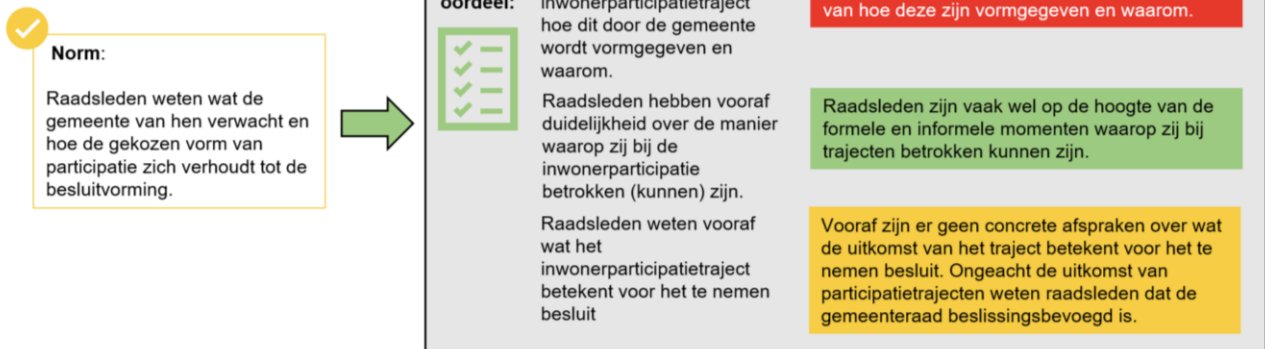 Norm:
Raadsleden weten wat de
gemeente van hen verwacht en
hoe de gekozen vorm van
participatie zich verhoudt tot de
besluitvorming.
oordeel:
inwonerparticipatietraject
hoe dit door de gemeente
wordt vormgegeven en
waarom.
van hoe deze zijn vormgegeven en waarom.
Raadsleden hebben vooraf
duidelijkheid over de manier
waarop zij bij de
inwonerparticipatie
betrokken (kunnen) zijn.
Raadsleden zijn vaak wel op de hoogte van de
formele en informele momenten waarop zij bij
trajecten betrokken kunnen zijn.
Raadsleden weten vooraf
wat het
inwonerparticipatietraject
betekent voor het te nemen
besluit
Vooraf zijn er geen concrete afspraken over wat
de uitkomst van het traject betekent voor het te
nemen besluit. Ongeacht de uitkomst van
participatietrajecten weten raadsleden dat de
gemeenteraad beslissingsbevoegd is.